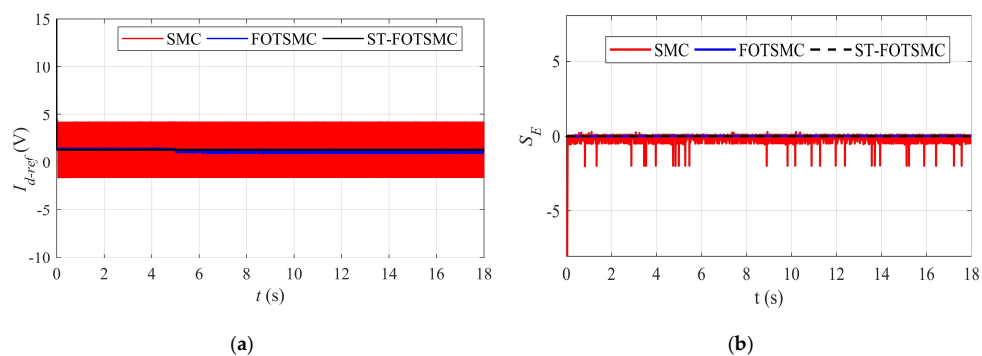 15
10
5
0
-5
-10
I_{d-ref} (V)
SMC FOTSMC ST-FOTSMC
0 2 4 6 8 10 12 14 16 18
t (s)
(a)
5
0
-5
S_E
SMC FOTSMC ST-FOTSMC
0 2 4 6 8 10 12 14 16 18
t (s)
(b)